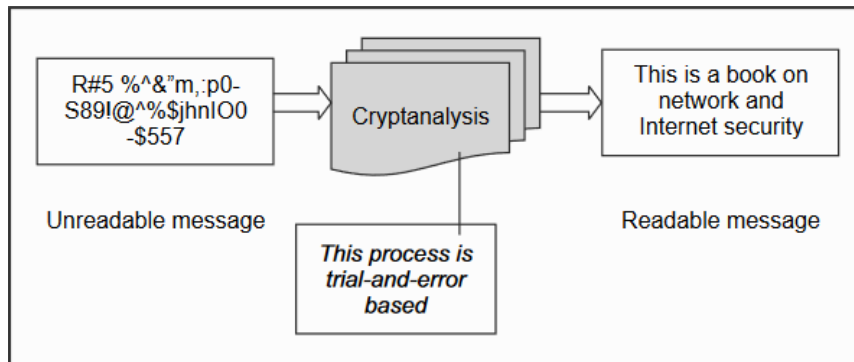 R#5 %^&”m,:p0-
S89!@^%$jhnIO0
-$557
Cryptanalysis
This is a book on
network and
Internet security
Unreadable message
Readable message
This process is
trial-and-error
based